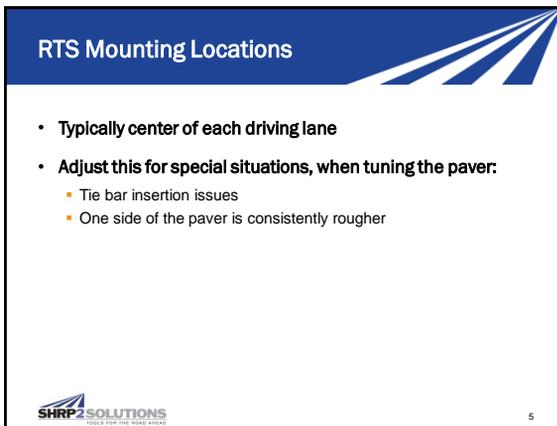 RTS Mounting Locations
• Typically center of each driving lane
• Adjust this for special situations, when tuning the paver:
▪ Tie bar insertion issues
▪ One side of the paver is consistently rougher
SHRP2 SOLUTIONS
TOOLS FOR THE ROAD AHEAD
5